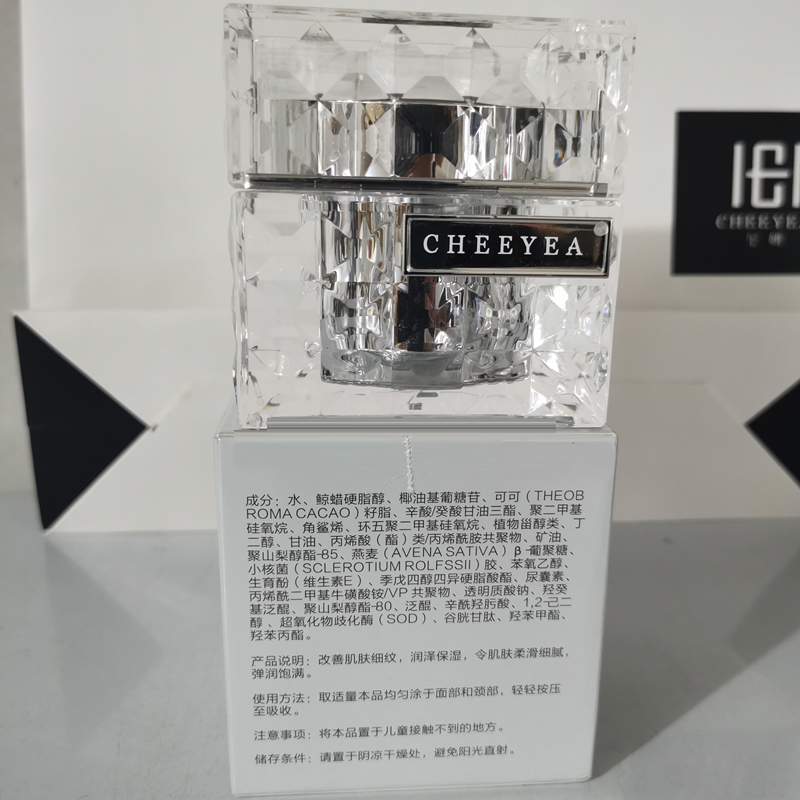 CHEEYEA
CHEEYEA
成分：水、鲸蜡硬脂醇、椰油基葡糖苷、可可（THEOB
ROMA CACAO）籽脂、辛酸/癸酸甘油三酯、聚二甲基
硅氧烷、角鲨烯、环五聚二甲基硅氧烷、植物甾醇类、丁
二醇、甘油、丙烯酸（酯）类/丙烯酰胺共聚物、矿油、
聚山梨醇酯-85、燕麦（AVENA SATIVA）β-葡聚糖、
小核菌（SCLEROTIUM ROLFSSII）胶、苯氧乙醇、
生育酚（维生素E）、季戊四醇四异硬脂酸酯、尿囊素、
丙烯酰二甲基牛磺酸铵/VP 共聚物、透明质酸钠、羟癸
基泛醌、聚山梨醇酯-80、泛醌、辛酰羟肟酸、1,2-己二
醇、超氧化物歧化酶（SOD）、谷胱甘肽、羟苯甲酯、
羟苯丙酯。
产品说明：改善肌肤细纹，润泽保湿，令肌肤柔滑细腻，
弹润饱满。
使用方法：取适量本品均匀涂于面部和颈部，轻轻按压
至吸收。
注意事项：将本品置于儿童接触不到的地方。
储存条件：请置于阴凉干燥处，避免阳光直射。